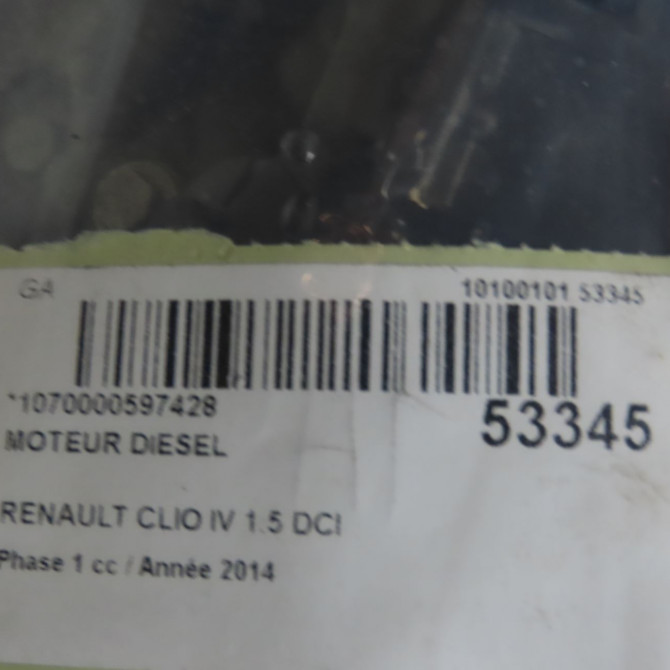 GA 10100101 53345
*1070000597428 53345
MOTEUR DIESEL
RENAULT CLIO IV 1.5 DCI
Phase 1 cc / Année 2014